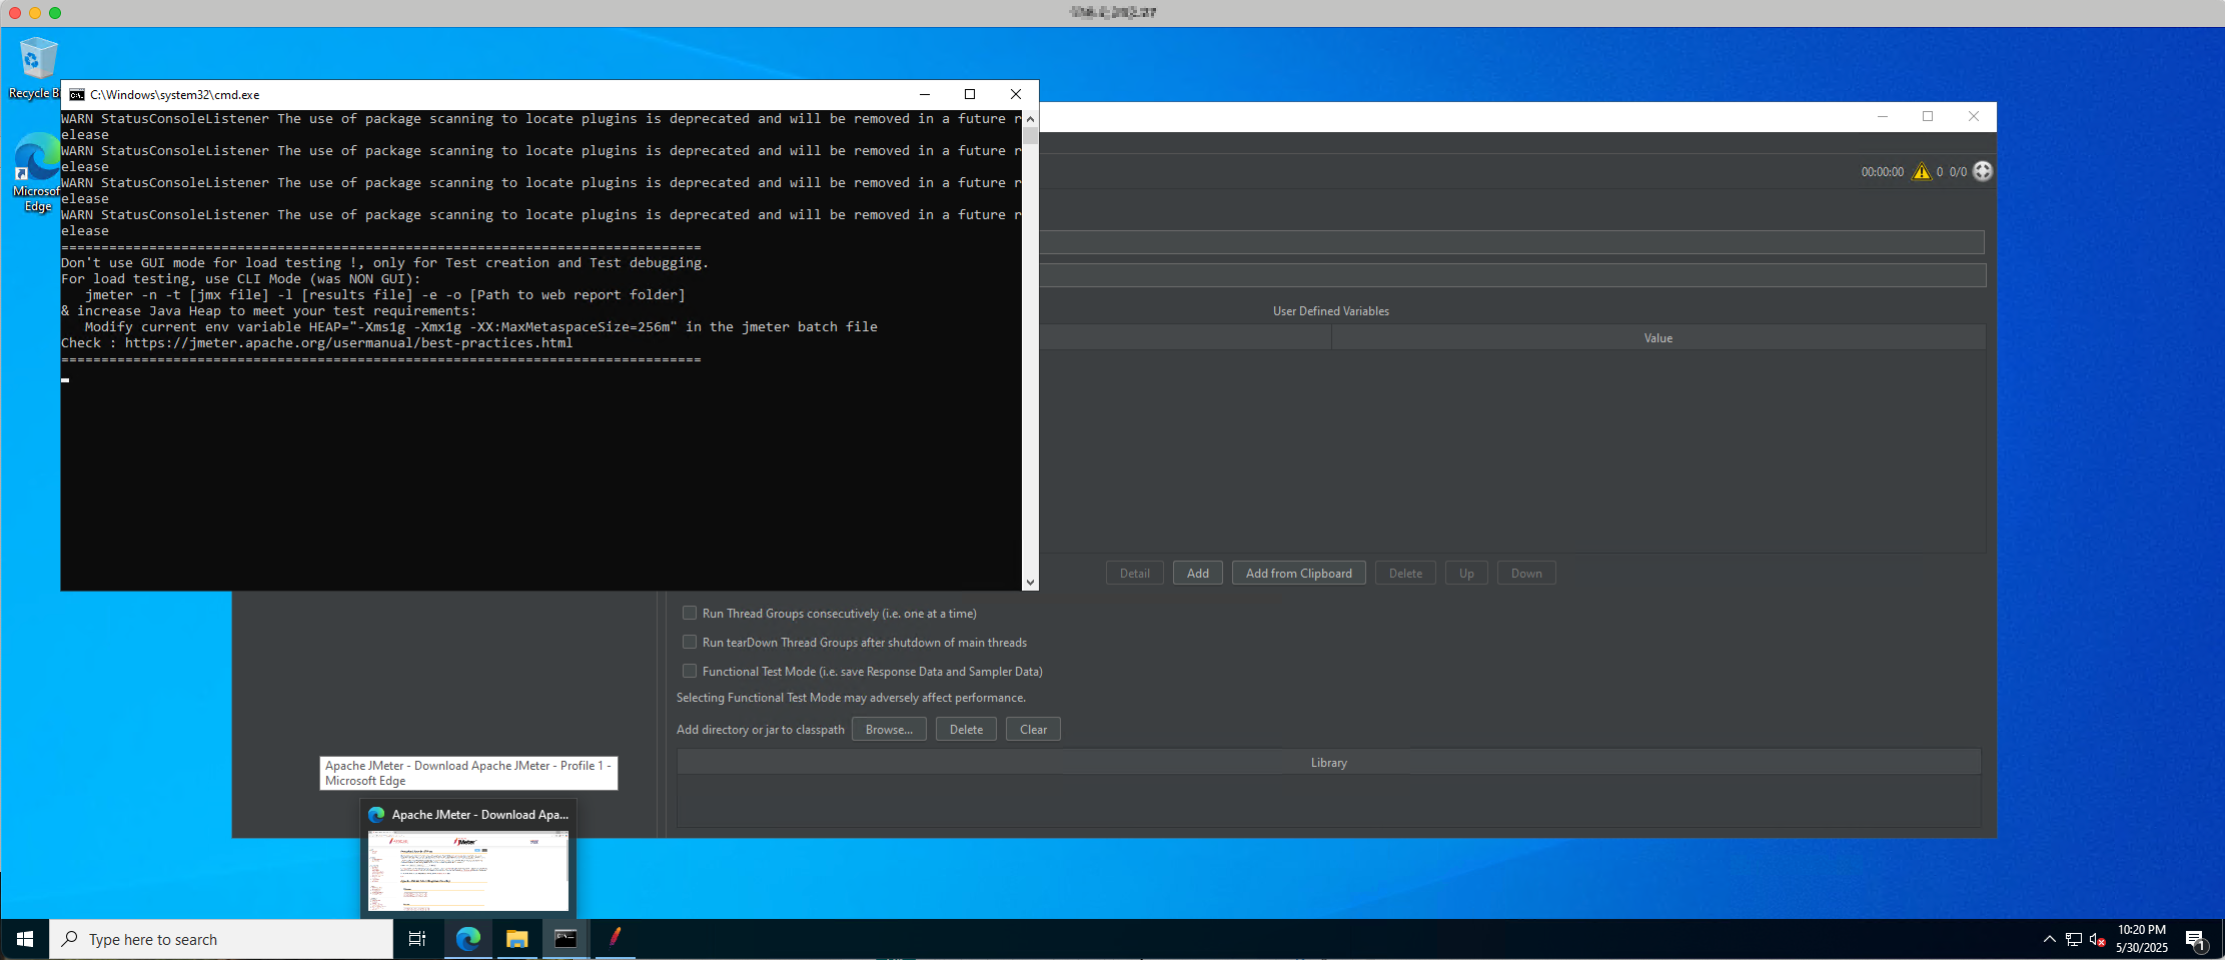 Recycle B
Microsof
Edge
C:\Windows\system32\cmd.exe
WARN StatusConsoleListener The use of package scanning to locate plugins is deprecated and will be removed in a future r
elease
WARN StatusConsoleListener The use of package scanning to locate plugins is deprecated and will be removed in a future r
elease
WARN StatusConsoleListener The use of package scanning to locate plugins is deprecated and will be removed in a future r
elease
WARN StatusConsoleListener The use of package scanning to locate plugins is deprecated and will be removed in a future r
elease
================================================================================
Don't use GUI mode for load testing !, only for Test creation and Test debugging.
For load testing, use CLI Mode (was NON GUI):
   jmeter -n -t [jmx file] -l [results file] -e -o [Path to web report folder]
& increase Java Heap to meet your test requirements:
   Modify current env variable HEAP="-Xms1g -Xmx1g -XX:MaxMetaspaceSize=256m" in the jmeter batch file
Check : https://jmeter.apache.org/usermanual/best-practices.html
================================================================================
00:00:00 0 0/0
User Defined Variables
Value
Detail Add Add from Clipboard Delete Up Down
Run Thread Groups consecutively (i.e. one at a time)
Run tearDown Thread Groups after shutdown of main threads
Functional Test Mode (i.e. save Response Data and Sampler Data)
Selecting Functional Test Mode may adversely affect performance.
Add directory or jar to classpath Browse... Delete Clear
Library
Apache JMeter - Download Apache JMeter - Profile 1 -
Microsoft Edge
Apache JMeter - Download Apa...
Type here to search
10:20 PM
5/30/2025
1